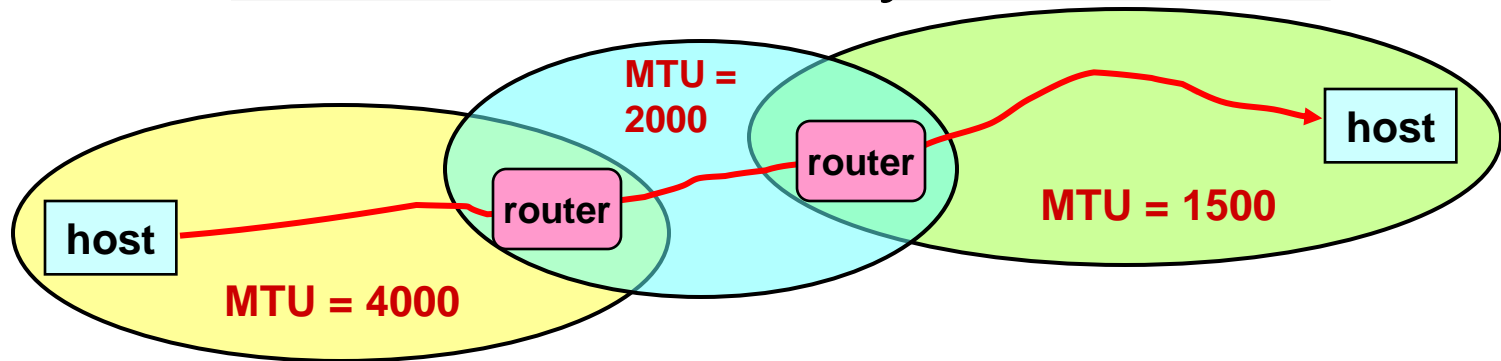 MTU =
2000
host
router
router
host
MTU = 1500
MTU = 4000